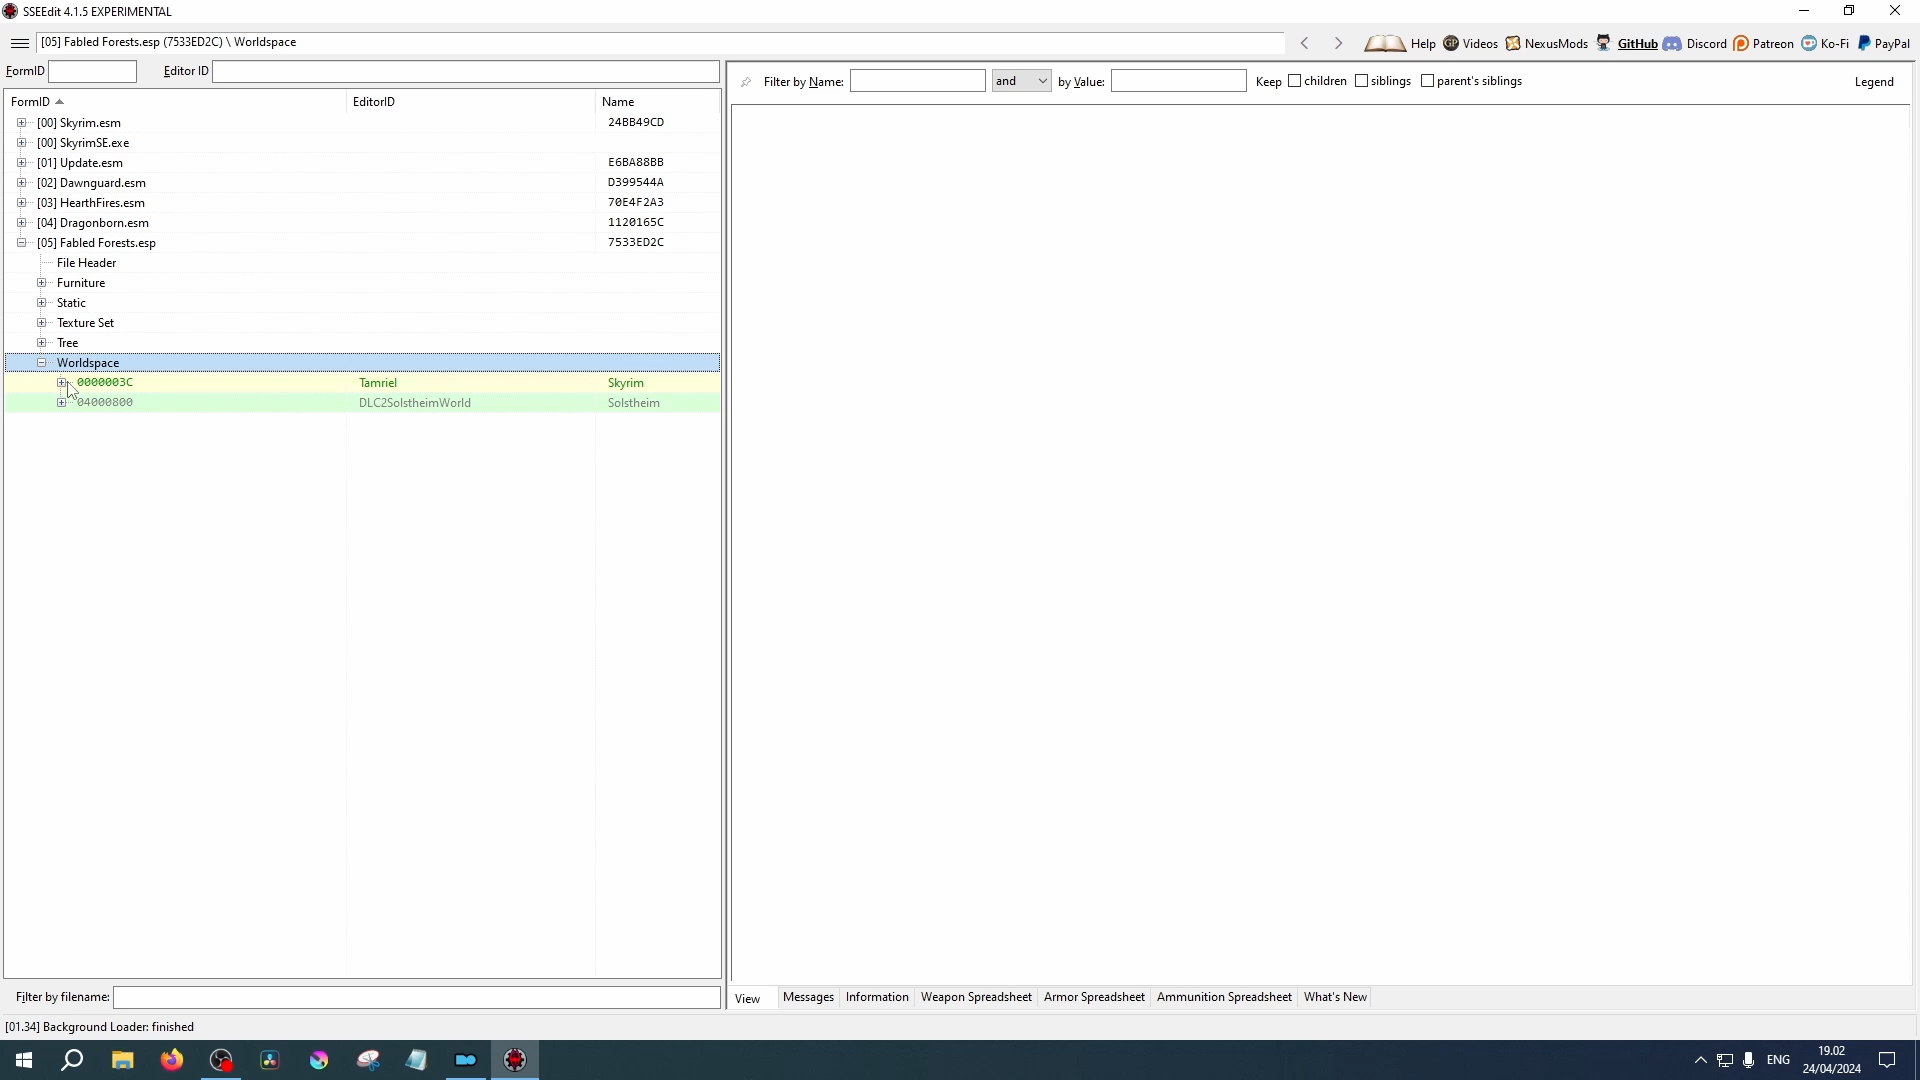 SSEEdit 4.1.5 EXPERIMENTAL
[05] Fabled Forests.esp (7533ED2C) \ Worldspace
Help Videos NexusMods GitHub Discord Patreon Ko-Fi PayPal
FormID Editor ID
Filter by Name: and by Value: Keep children siblings parent's siblings Legend
FormID EditorID Name
[00] Skyrim.esm 24BB49CD
[00] SkyrimSE.exe
[01] Update.esm E6BA88BB
[02] Dawnguard.esm D399544A
[03] HearthFires.esm 70E4F2A3
[04] Dragonborn.esm 1120165C
[05] Fabled Forests.esp 7533ED2C
File Header
Furniture
Static
Texture Set
Tree
Worldspace
0000003C Tamriel Skyrim
04000800 DLC2SolstheimWorld Solstheim
Filter by filename:
View Messages Information Weapon Spreadsheet Armor Spreadsheet Ammunition Spreadsheet What's New
[01.34] Background Loader: finished
ENG 19.02
24/04/2024